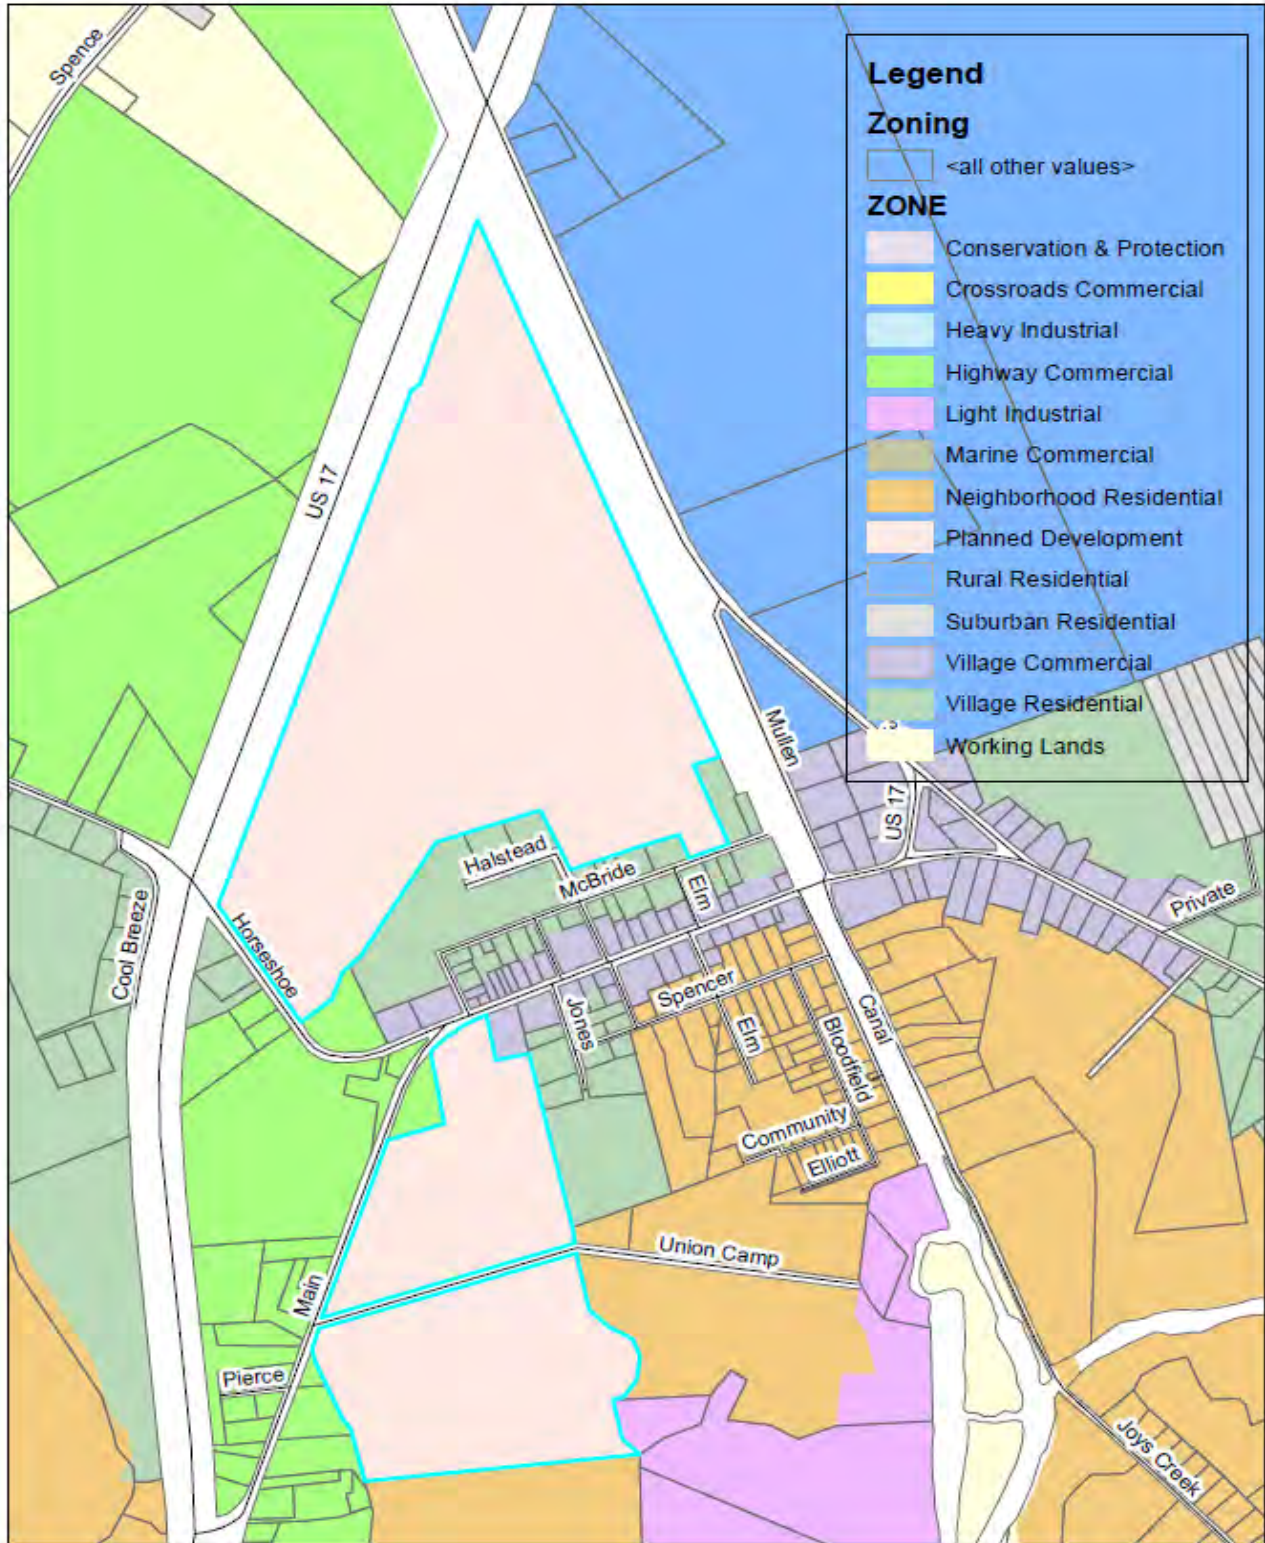 Spence
Legend
Zoning
<all other values>
ZONE
Conservation & Protection
Crossroads Commercial
Heavy Industrial
Highway Commercial
Light Industrial
Marine Commercial
Neighborhood Residential
Planned Development
Rural Residential
Suburban Residential
Village Commercial
Village Residential
Working Lands
US 17
Mullen
US 17
Halstead
McBride
Elm
Private
Cool Breeze
Horseshoe
Spencer
Jones
Elm
Canal
Bloodfield
Community
Elliott
Union Camp
Main
Pierce
Joys Creek